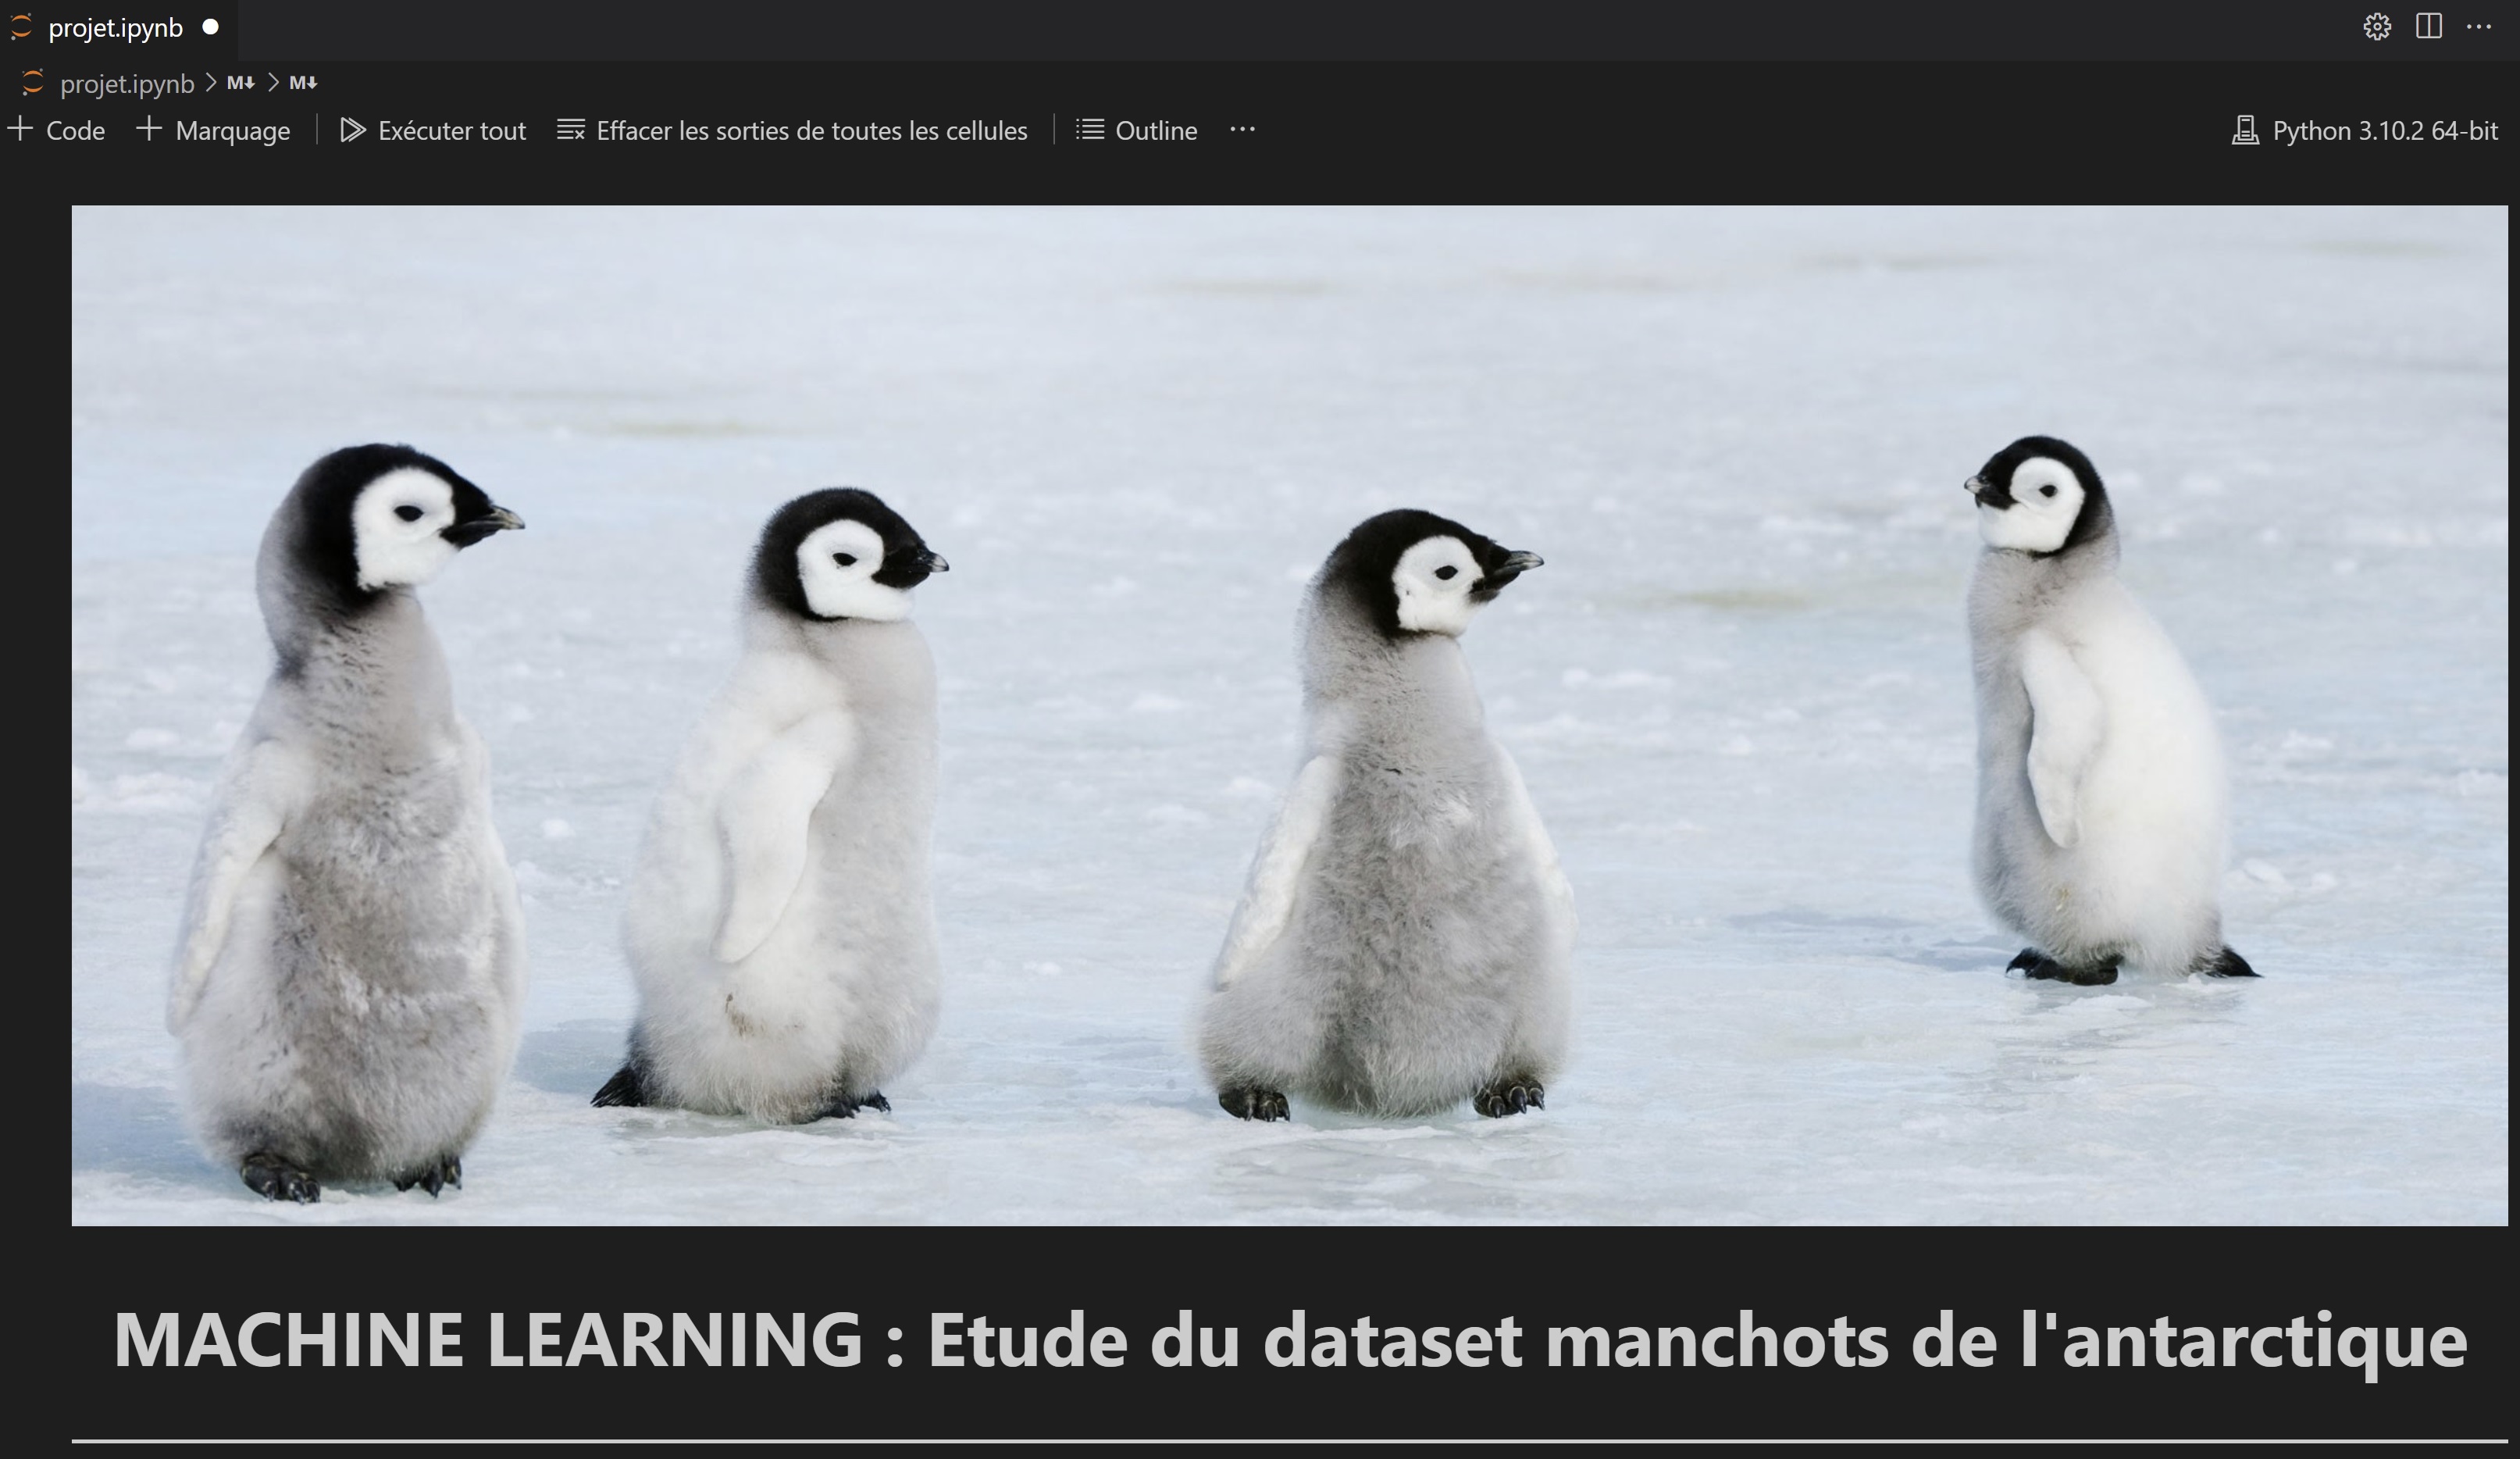 projet.ipynb
projet.ipynb > M↓ > M↓
Code Marquage Exécuter tout Effacer les sorties de toutes les cellules Outline ... Python 3.10.2 64-bit
MACHINE LEARNING : Etude du dataset manchots de l'antarctique